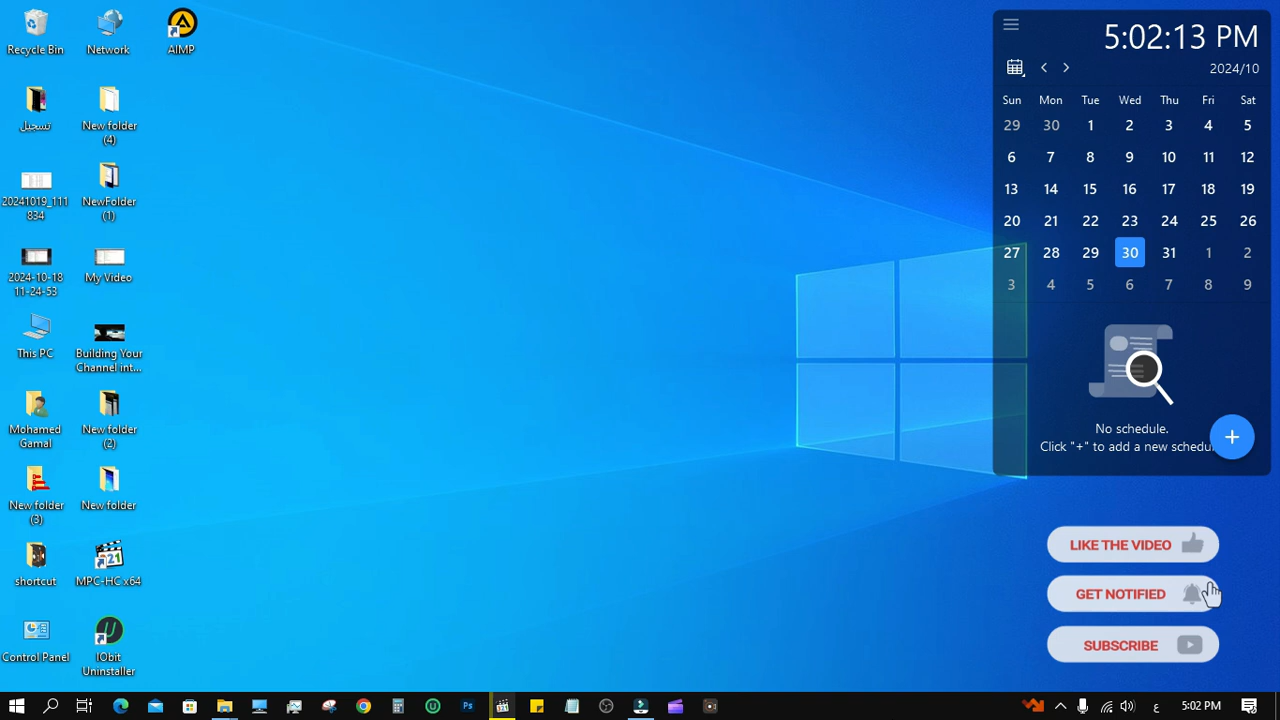 Recycle Bin
Network
AIMP
تسجيل
New folder
(4)
20241019_111
834
NewFolder
(1)
2024-10-18
11-24-53
My Video
This PC
Building Your
Channel int...
Mohamed
Gamal
New folder
(2)
New folder
(3)
New folder
shortcut
MPC-HC x64
Control Panel
IObit
Uninstaller
5:02:13 PM
2024/10
Sun Mon Tue Wed Thu Fri Sat
29 30 1 2 3 4 5
6 7 8 9 10 11 12
13 14 15 16 17 18 19
20 21 22 23 24 25 26
27 28 29 30 31 1 2
3 4 5 6 7 8 9
No schedule.
Click "+" to add a new schedu
LIKE THE VIDEO
GET NOTIFIED
SUBSCRIBE
ع 5:02 PM